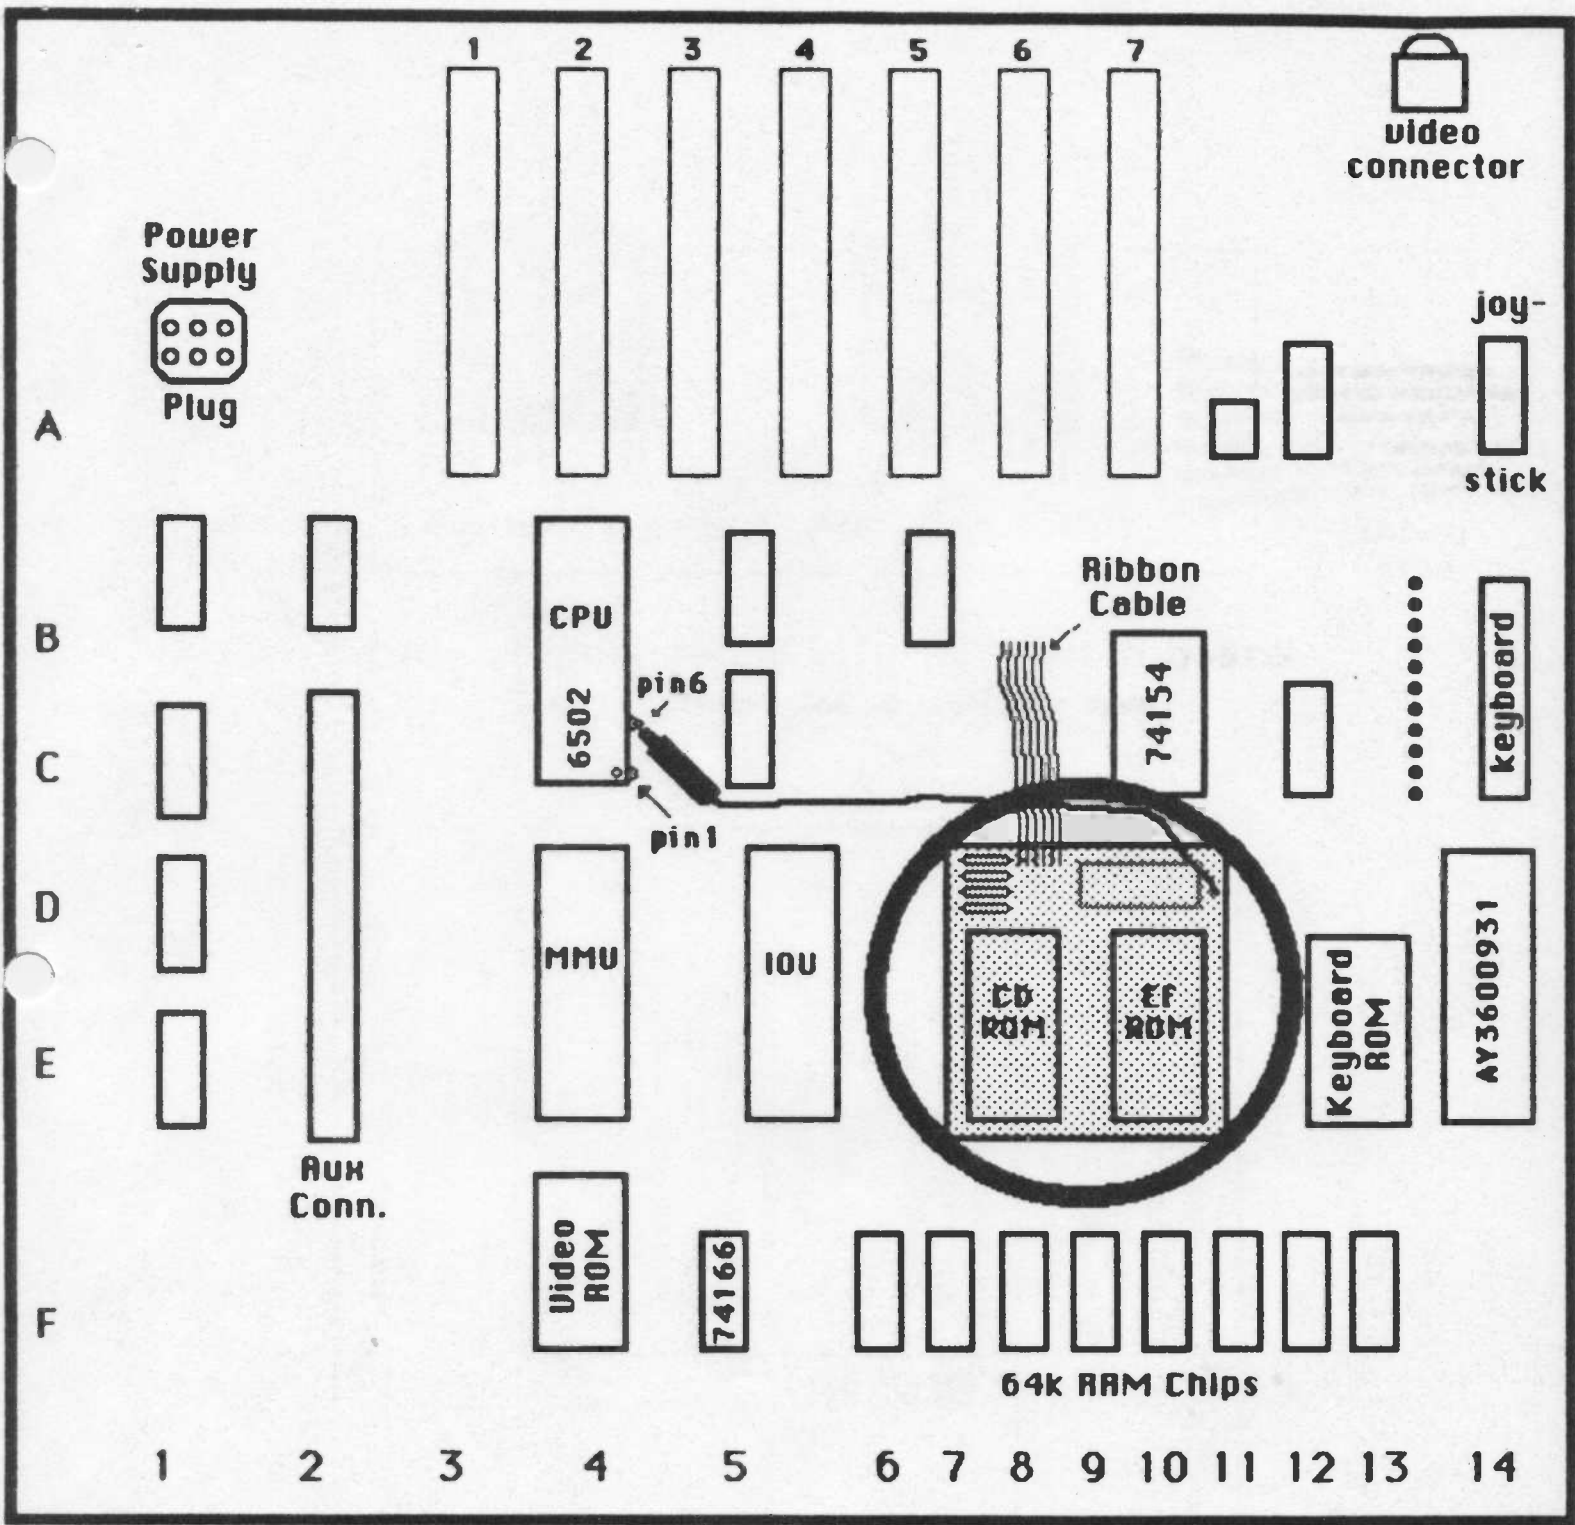 1 2 3 4 5 6 7
video
connector
Power
Supply
Plug
joy-
stick
A
Ribbon
Cable
CPU
6502
pin6
pin1
74154
keyboard
B
C
D
MMU
IOU
CD
ROM
EF
ROM
Keyboard
ROM
AY3600931
E
Aux
Conn.
Video
ROM
74166
F
64k RAM Chips
1 2 3 4 5 6 7 8 9 10 11 12 13 14